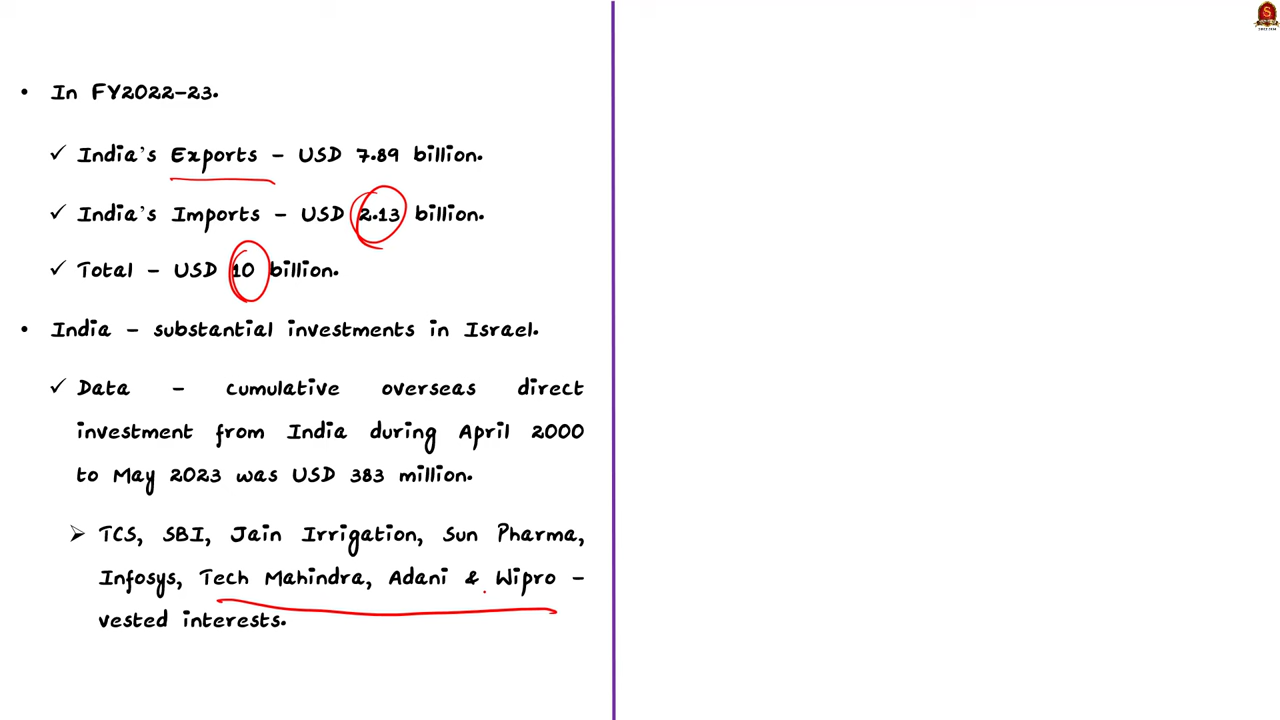 • In FY2022-23.
✓ India's Exports - USD 7.89 billion.
✓ India's Imports - USD 2.13 billion.
✓ Total - USD 10 billion.
• India - substantial investments in Israel.
✓ Data - cumulative overseas direct
investment from India during April 2000
to May 2023 was USD 383 million.
➢ TCS, SBI, Jain Irrigation, Sun Pharma,
Infosys, Tech Mahindra, Adani & Wipro -
vested interests.